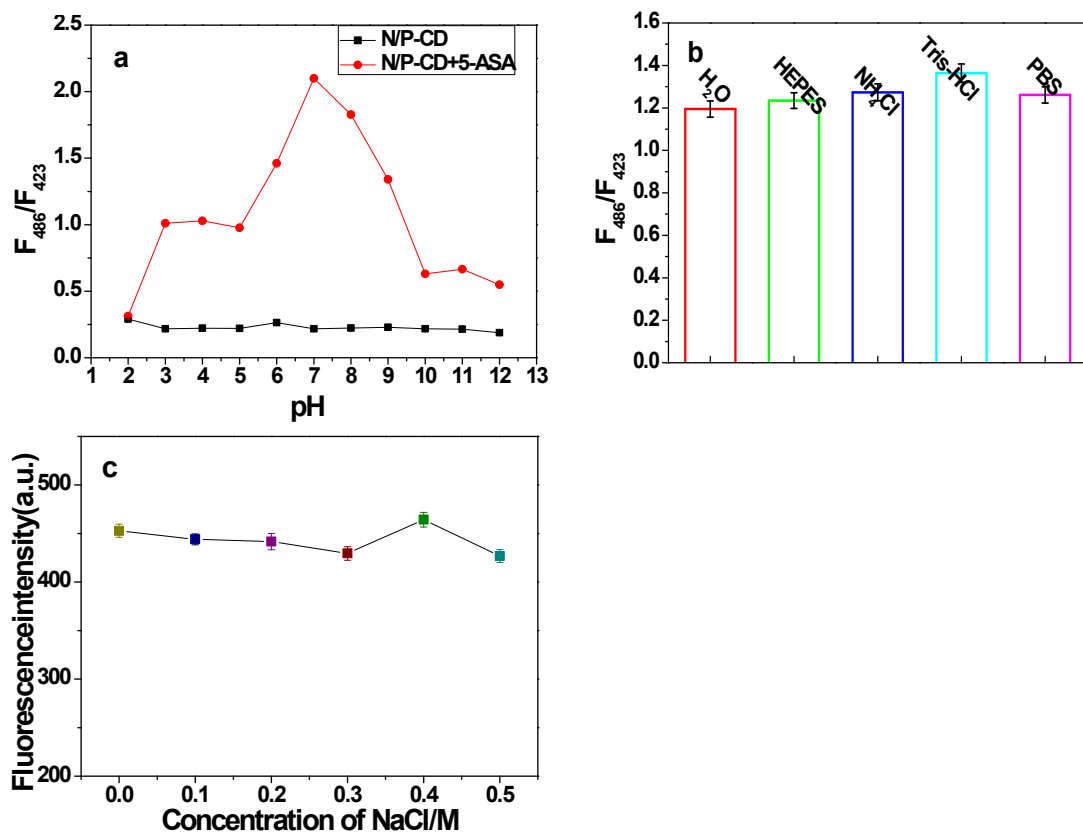 a
N/P-CD
N/P-CD+5-ASA
2.5
2.0
1.5
1.0
0.5
0.0
F486/F423
1 2 3 4 5 6 7 8 9 10 11 12 13
pH
b
H2O
HEPES
NH4Cl
Tris-HCl
PBS
1.6
1.4
1.2
1.0
0.8
0.6
0.4
0.2
0.0
F486/F423
c
500
400
300
200
Fluorescenceintensity(a.u.)
0.0 0.1 0.2 0.3 0.4 0.5
Concentration of NaCl/M